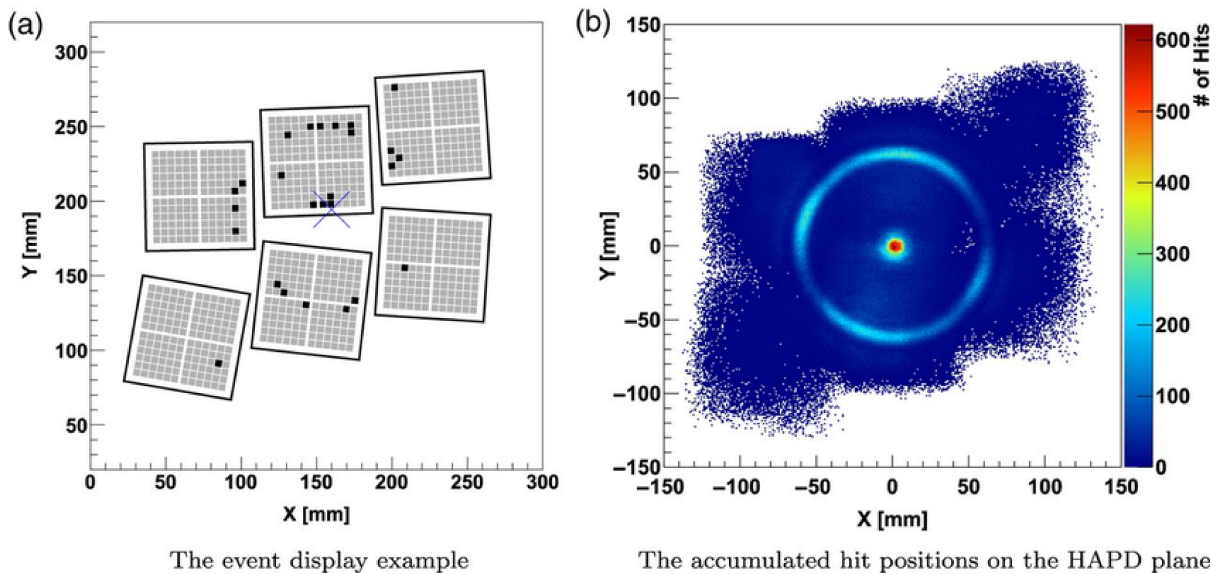 (a)
300
250
200
150
100
50
Y [mm]
0 50 100 150 200 250 300
X [mm]
The event display example
(b)
150
100
50
0
−50
−100
−150
Y [mm]
−150 −100 −50 0 50 100 150
X [mm]
600
500
400
300
200
100
0
# of Hits
The accumulated hit positions on the HAPD plane